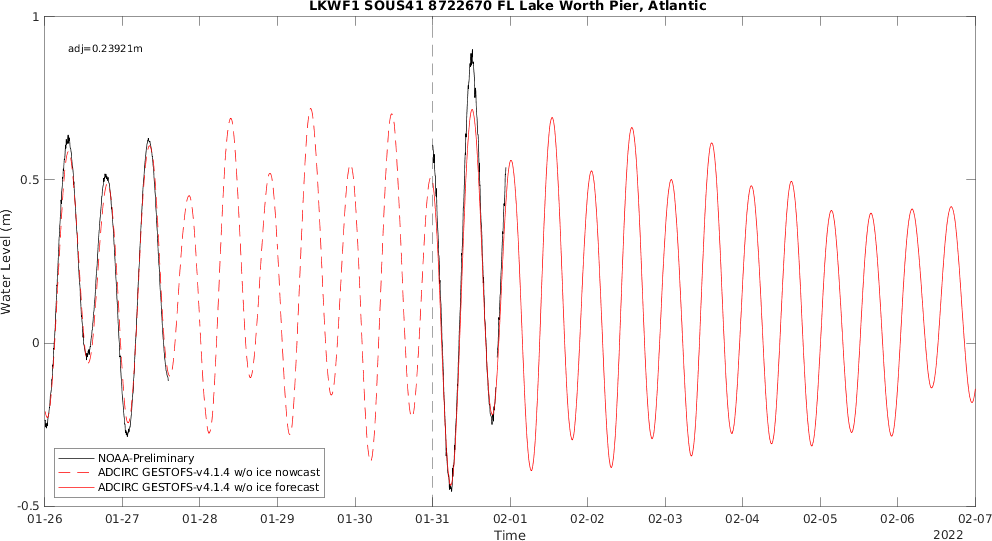 LKWF1 SOUS41 8722670 FL Lake Worth Pier, Atlantic
1
adj=0.23921m
0.5
Water Level (m)
0
NOAA-Preliminary
ADCIRC GESTOFS-v4.1.4 w/o ice nowcast
ADCIRC GESTOFS-v4.1.4 w/o ice forecast
-0.5
01-26 01-27 01-28 01-29 01-30 01-31 02-01 02-02 02-03 02-04 02-05 02-06 02-07
Time
2022